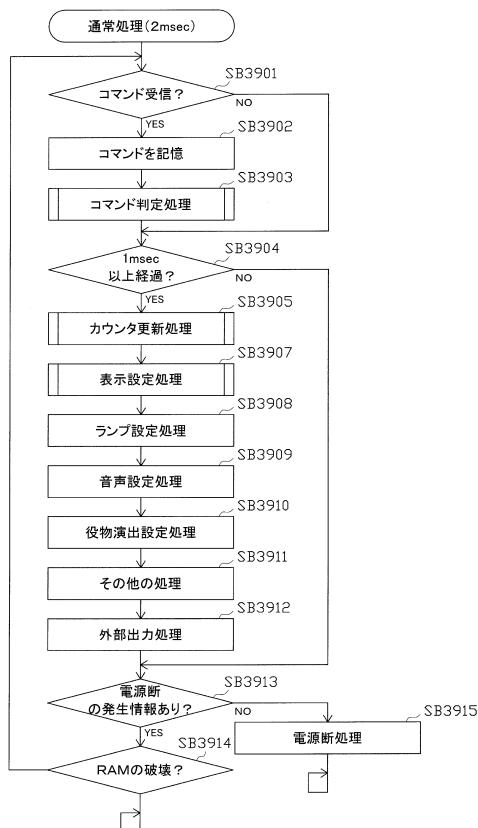 通常処理(2msec)
SB3901
コマンド受信？
NO
YES
SB3902
コマンドを記憶
SB3903
コマンド判定処理
SB3904
1msec
以上経過？
NO
YES
SB3905
カウンタ更新処理
SB3907
表示設定処理
SB3908
ランプ設定処理
SB3909
音声設定処理
SB3910
役物演出設定処理
SB3911
その他の処理
SB3912
外部出力処理
SB3913
電源断
の発生情報あり？
NO
YES
SB3915
電源断処理
SB3914
RAMの破壊？